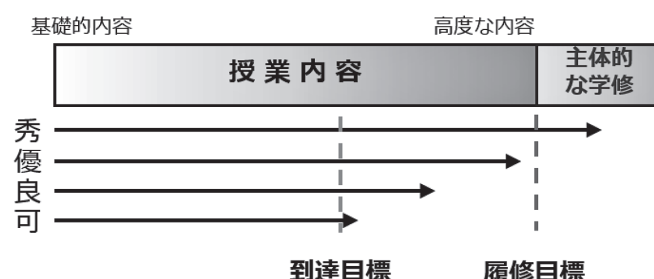 基礎的内容
高度な内容
授業内容
主体的
な学修
秀
優
良
可
到達目標
履修目標